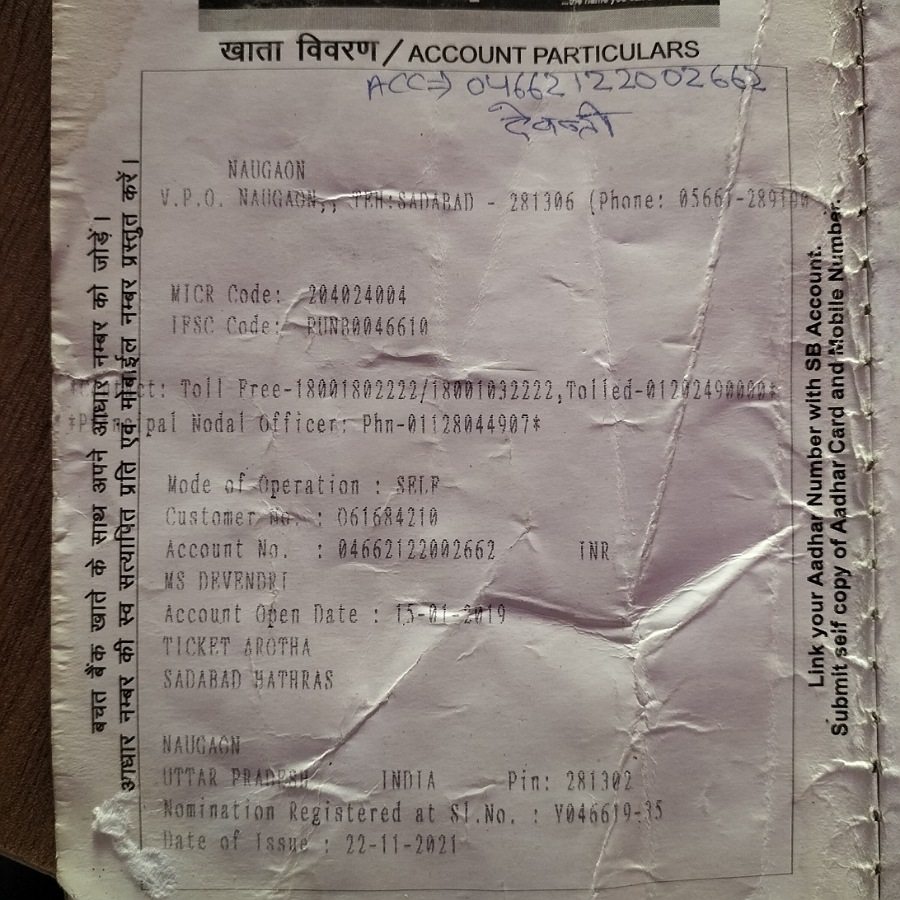 खाता विवरण / ACCOUNT PARTICULARS
ACC⇒ 04662122002662
NAUGAON
V.P.O. NAUGAON,, TEH:SADABAD - 281306 (Phone: 05661-2891
MICR Code: 204024004
IFSC Code: PUNB0046610
Toll Free-18001802222/18001032222,Tolled-01202490000*
Nodal Officer: Phn-01128044907*
Mode of Operation : SELF
Customer No. : 061684210
Account No. : 04662122002662 INR
MS DEVENDRI
Account Open Date : 15-01-2019
TICKET AROTHA
SADABAD HATHRAS
NAUGAON
UTTAR PRADESH INDIA Pin: 281302
Nomination Registered at Sl.No. : Y046619-35
Date of Issue : 22-11-2021
बचत बैंक खाते के साथ अपने आधार नम्बर को जोड़ें।
आधार नम्बर की स्व सत्यापित प्रति एवं मोबाईल नम्बर प्रस्तुत करें।
Link your Aadhar Number with SB Account.
Submit self copy of Aadhar Card and Mobile Number.